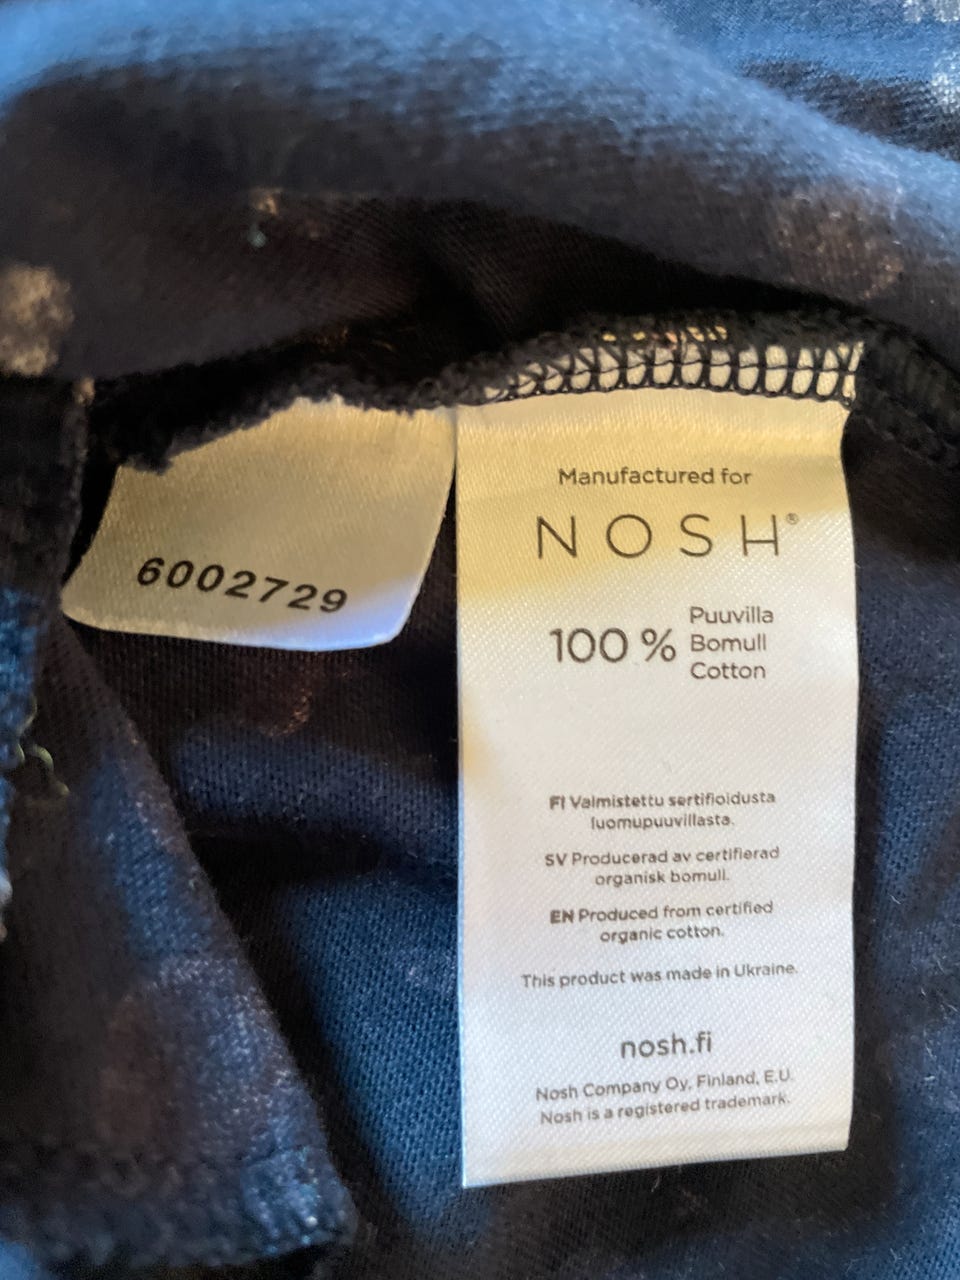 6002729
Manufactured for
NOSH®
100 % Puuvilla
Bomull
Cotton
FI Valmistettu sertifioidusta
luomupuuvillasta.
SV Producerad av certifierad
organisk bomull.
EN Produced from certified
organic cotton.
This product was made in Ukraine.
nosh.fi
Nosh Company Oy, Finland, E.U.
Nosh is a registered trademark.